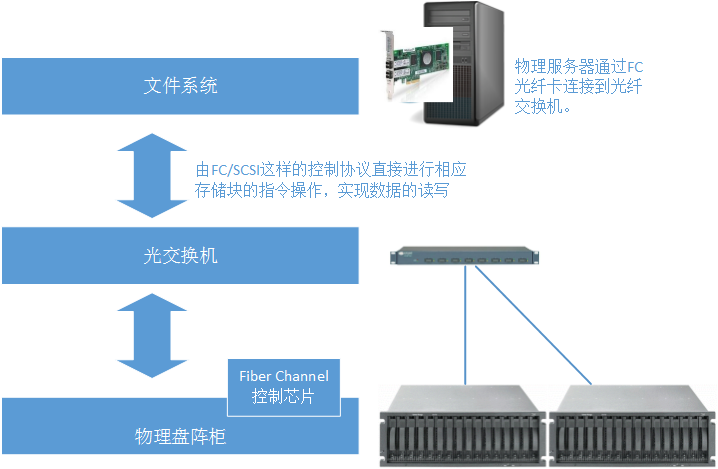 文件系统
物理服务器通过FC
光纤卡连接到光纤
交换机。
由FC/SCSI这样的控制协议直接进行相应
存储块的指令操作，实现数据的读写
光交换机
Fiber Channel
控制芯片
物理盘阵柜